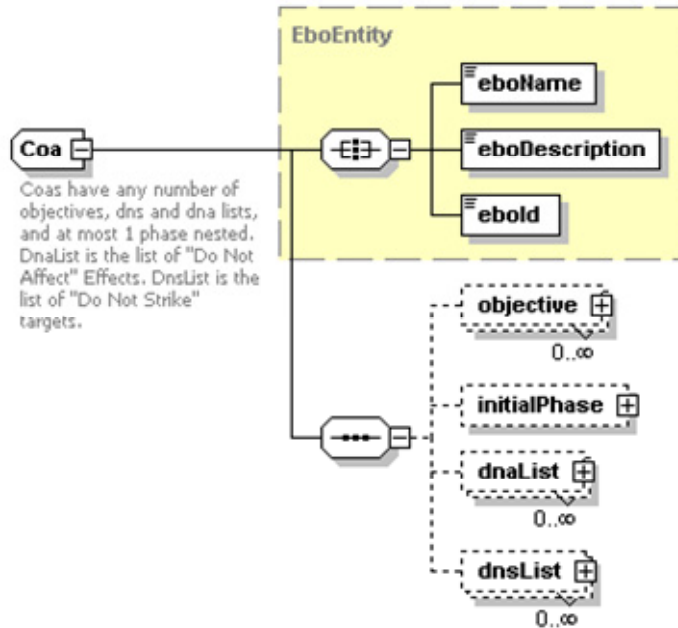 EboEntity
eboName
Coa
eboDescription
Coas have any number of
objectives, dns and dna lists,
and at most 1 phase nested.
DnaList is the list of "Do Not
Affect" Effects. DnsList is the
list of "Do Not Strike"
targets.
eboId
objective
0..∞
initialPhase
dnaList
0..∞
dnsList
0..∞